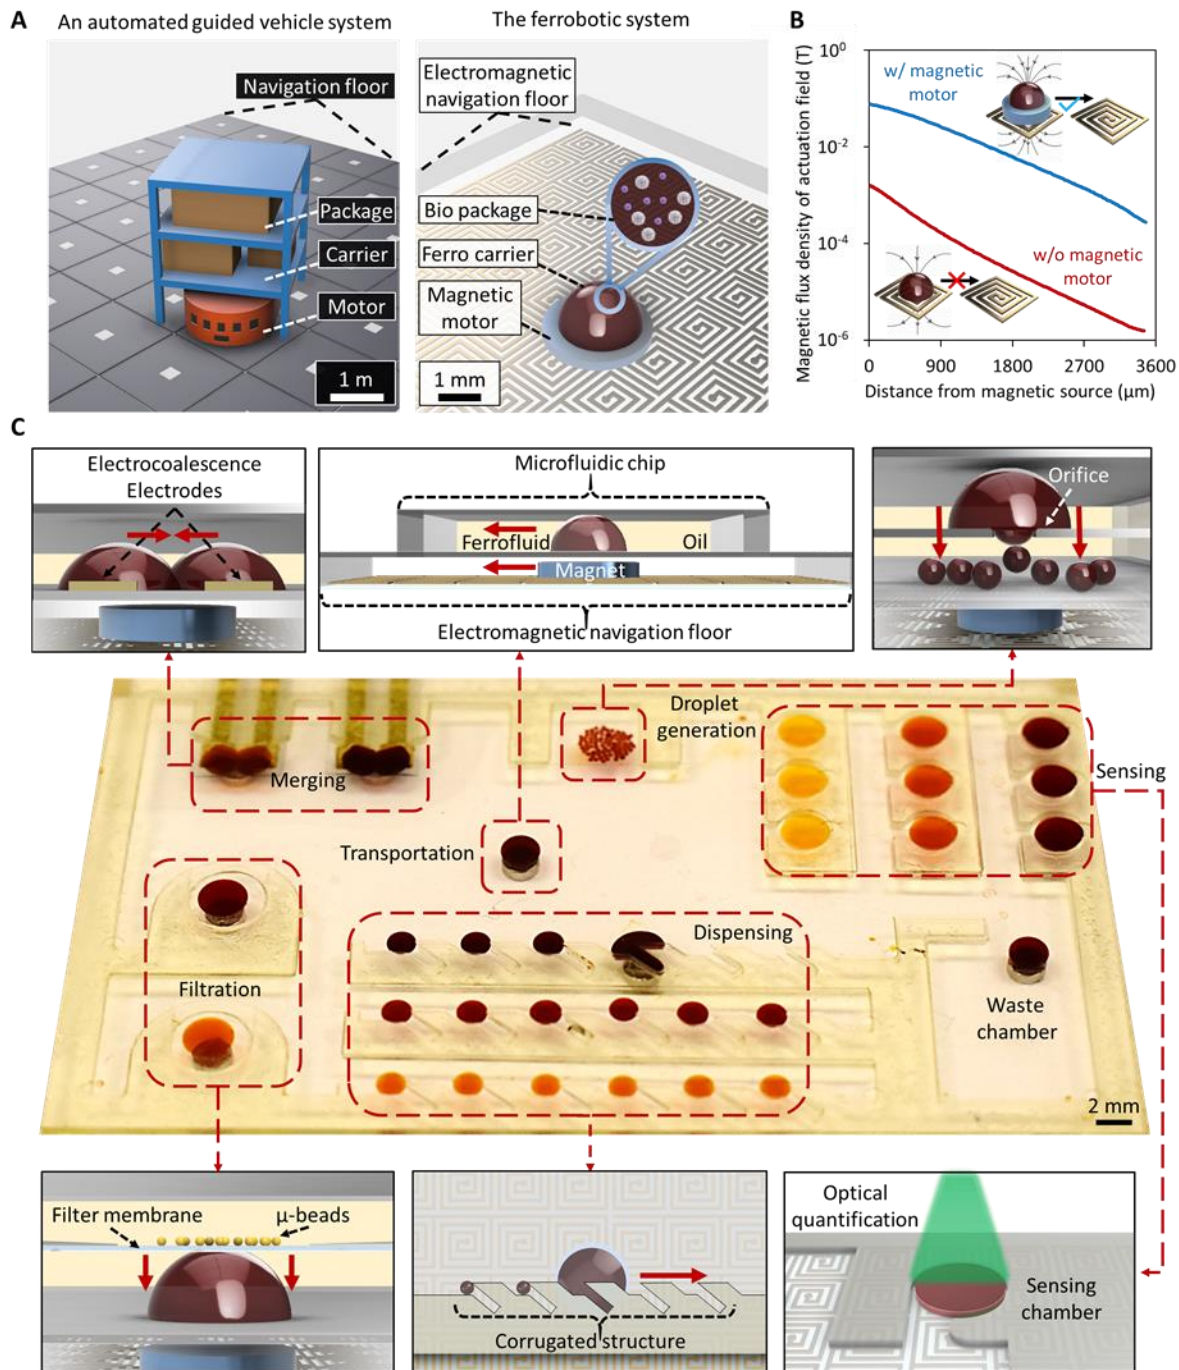 A
An automated guided vehicle system
The ferrobotic system
Navigation floor
Package
Carrier
Motor
1 m
Electromagnetic
navigation floor
Bio package
Ferro carrier
Magnetic
motor
1 mm
B
Magnetic flux density of actuation field (T)
10⁰
10⁻²
10⁻⁴
10⁻⁶
w/ magnetic
motor
w/o magnetic
motor
0
900
1800
2700
3600
Distance from magnetic source (µm)
C
Electrocoalescence
Electrodes
Microfluidic chip
Ferrofluid
Oil
Magnet
Electromagnetic navigation floor
Orifice
Merging
Droplet
generation
Sensing
Transportation
Filtration
Dispensing
Waste
chamber
2 mm
Filter membrane
µ-beads
Corrugated structure
Optical
quantification
Sensing
chamber